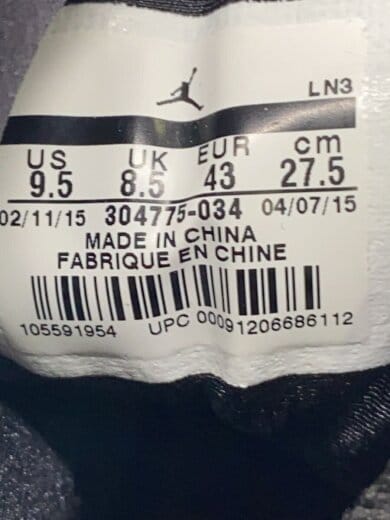 LN3
US UK EUR cm
9.5 8.5 43 27.5
02/11/15 304775-034 04/07/15
MADE IN CHINA
FABRIQUE EN CHINE
105591954 UPC 00091206686112